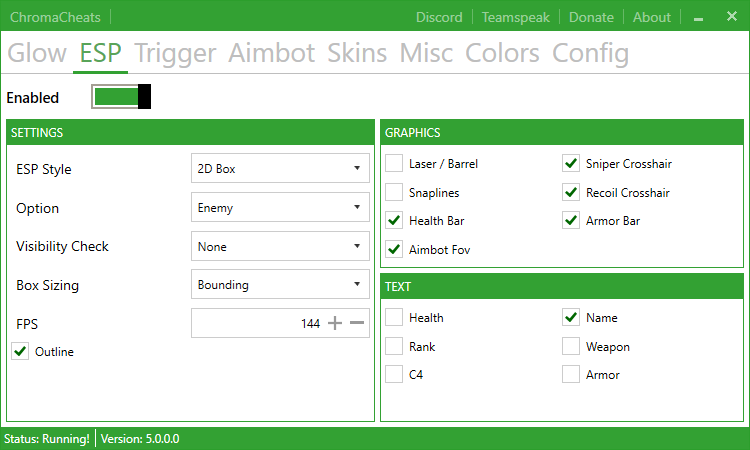 ChromaCheats Discord Teamspeak Donate About
Glow ESP Trigger Aimbot Skins Misc Colors Config
Enabled
SETTINGS
ESP Style 2D Box
Option Enemy
Visibility Check None
Box Sizing Bounding
FPS 144
Outline
GRAPHICS
Laser / Barrel Sniper Crosshair
Snaplines Recoil Crosshair
Health Bar Armor Bar
Aimbot Fov
TEXT
Health Name
Rank Weapon
C4 Armor
Status: Running! Version: 5.0.0.0